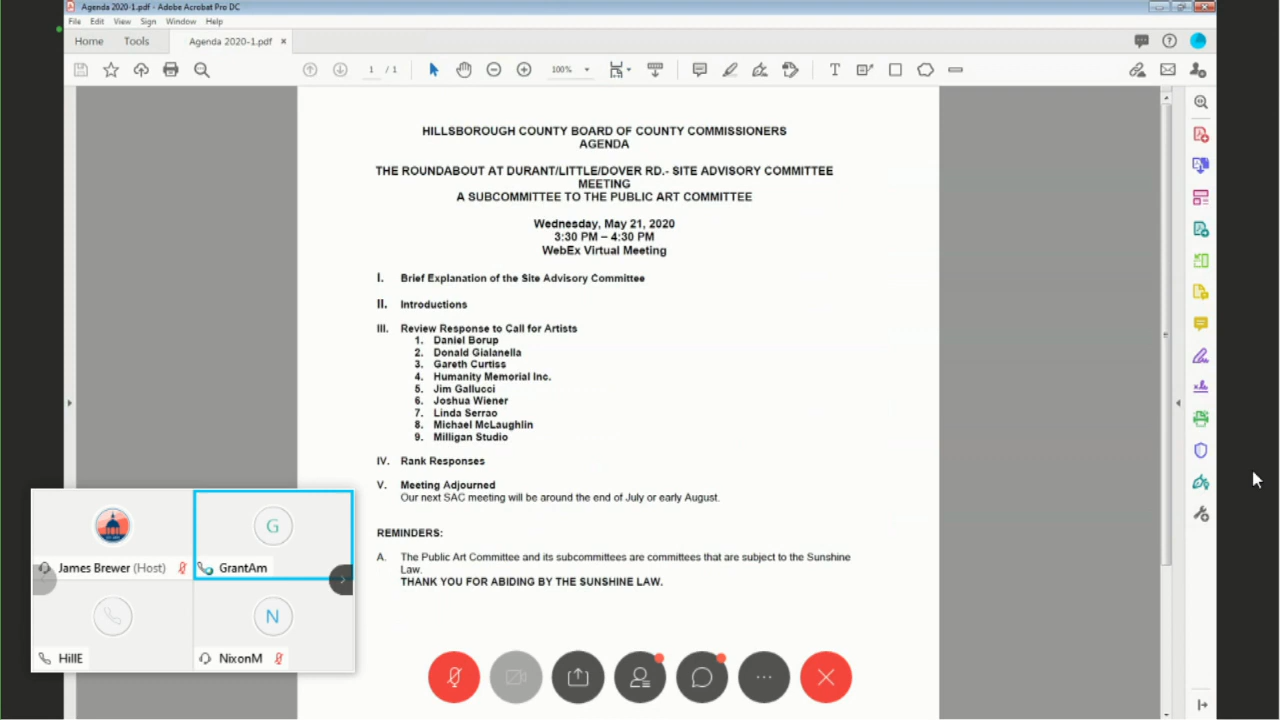 Agenda 2020-1.pdf - Adobe Acrobat Pro DC
File Edit View Sign Window Help
Home Tools Agenda 2020-1.pdf ×
1 / 1 100%
HILLSBOROUGH COUNTY BOARD OF COUNTY COMMISSIONERS
AGENDA
THE ROUNDABOUT AT DURANT/LITTLE/DOVER RD.- SITE ADVISORY COMMITTEE
MEETING
A SUBCOMMITTEE TO THE PUBLIC ART COMMITTEE
Wednesday, May 21, 2020
3:30 PM – 4:30 PM
WebEx Virtual Meeting
I. Brief Explanation of the Site Advisory Committee
II. Introductions
III. Review Response to Call for Artists
1. Daniel Borup
2. Donald Gialanella
3. Gareth Curtiss
4. Humanity Memorial Inc.
5. Jim Gallucci
6. Joshua Wiener
7. Linda Serrao
8. Michael McLaughlin
9. Milligan Studio
IV. Rank Responses
V. Meeting Adjourned
Our next SAC meeting will be around the end of July or early August.
REMINDERS:
A. The Public Art Committee and its subcommittees are committees that are subject to the Sunshine
Law.
THANK YOU FOR ABIDING BY THE SUNSHINE LAW.
G
James Brewer (Host) GrantAm
N
HillE NixonM